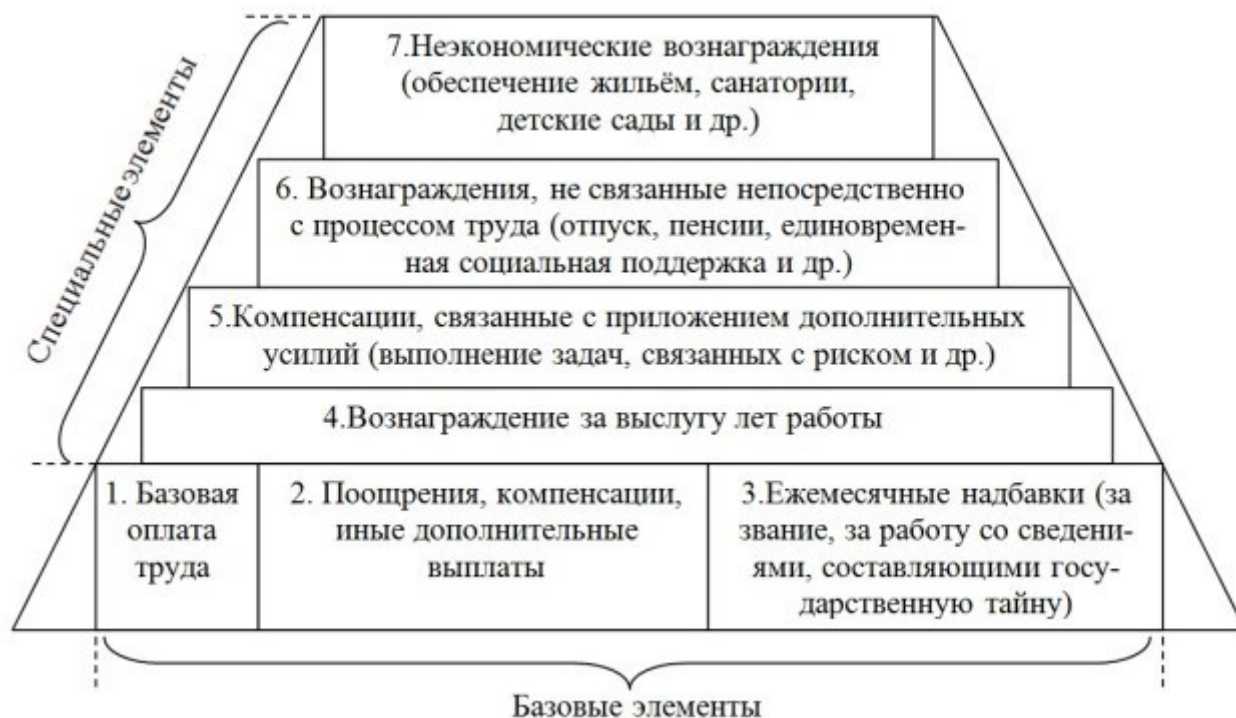 Специальные элементы
7.Неэкономические вознаграждения
(обеспечение жильём, санатории,
детские сады и др.)
6. Вознаграждения, не связанные непосредственно
с процессом труда (отпуск, пенсии, единовремен-
ная социальная поддержка и др.)
5.Компенсации, связанные с приложением дополнительных
усилий (выполнение задач, связанных с риском и др.)
4.Вознаграждение за выслугу лет работы
1. Базовая
оплата
труда
2. Поощрения, компенсации,
иные дополнительные
выплаты
3.Ежемесячные надбавки (за
звание, за работу со сведени-
ями, составляющими госу-
дарственную тайну)
Базовые элементы